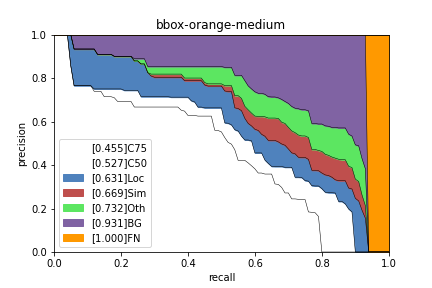 bbox-orange-medium
1.0
0.8
0.6
0.4
0.2
0.0
precision
[0.455]C75
[0.527]C50
[0.631]Loc
[0.669]Sim
[0.732]Oth
[0.931]BG
[1.000]FN
0.0 0.2 0.4 0.6 0.8 1.0
recall